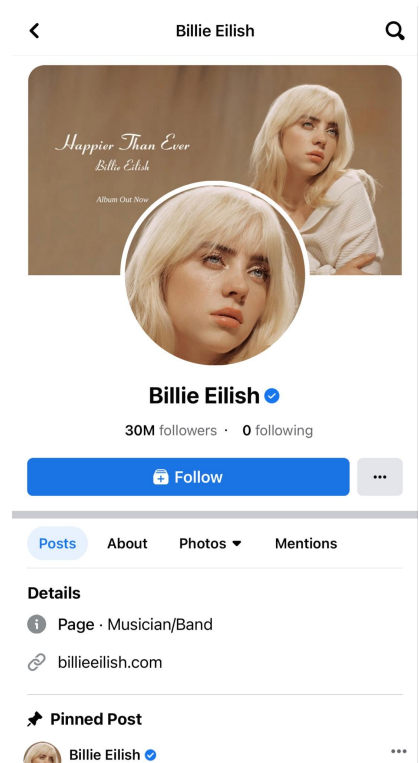 Billie Eilish
Happier Than Ever
Billie Eilish
Album Out Now
Billie Eilish
30M followers · 0 following
Follow
Posts About Photos Mentions
Details
Page · Musician/Band
billieeilish.com
Pinned Post
Billie Eilish